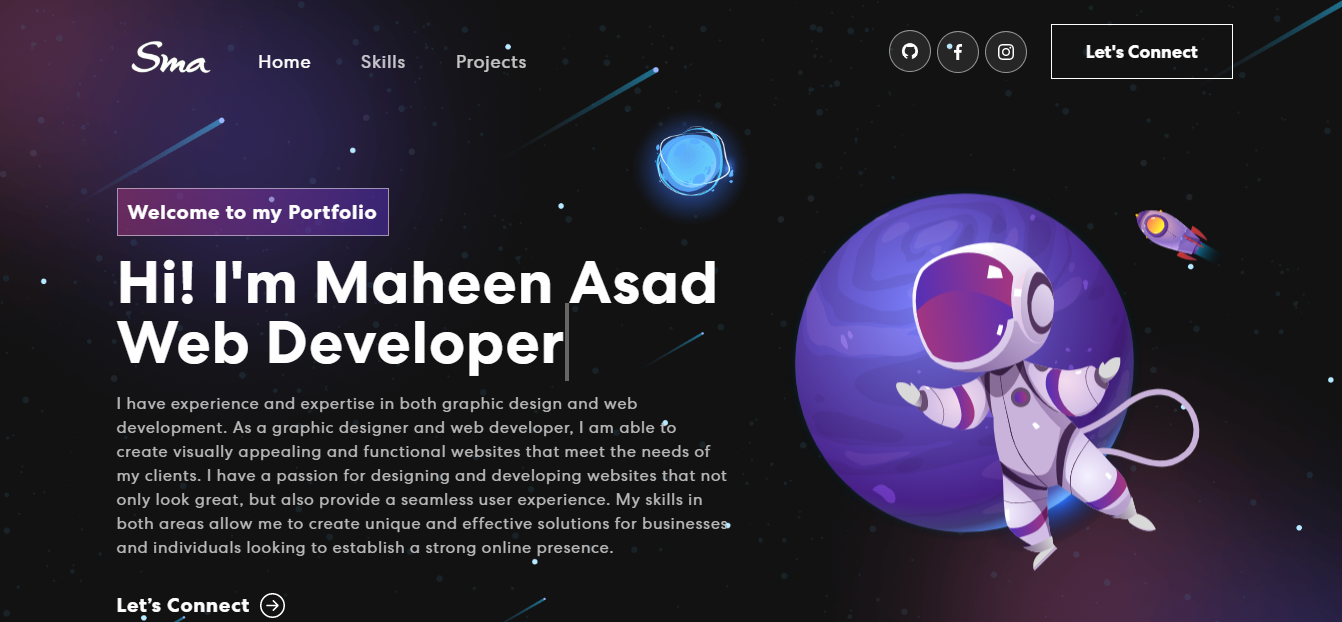 Sma
Home
Skills
Projects
Let's Connect
Welcome to my Portfolio
Hi! I'm Maheen Asad
Web Developer
I have experience and expertise in both graphic design and web
development. As a graphic designer and web developer, I am able to
create visually appealing and functional websites that meet the needs of
my clients. I have a passion for designing and developing websites that not
only look great, but also provide a seamless user experience. My skills in
both areas allow me to create unique and effective solutions for businesses
and individuals looking to establish a strong online presence.
Let’s Connect